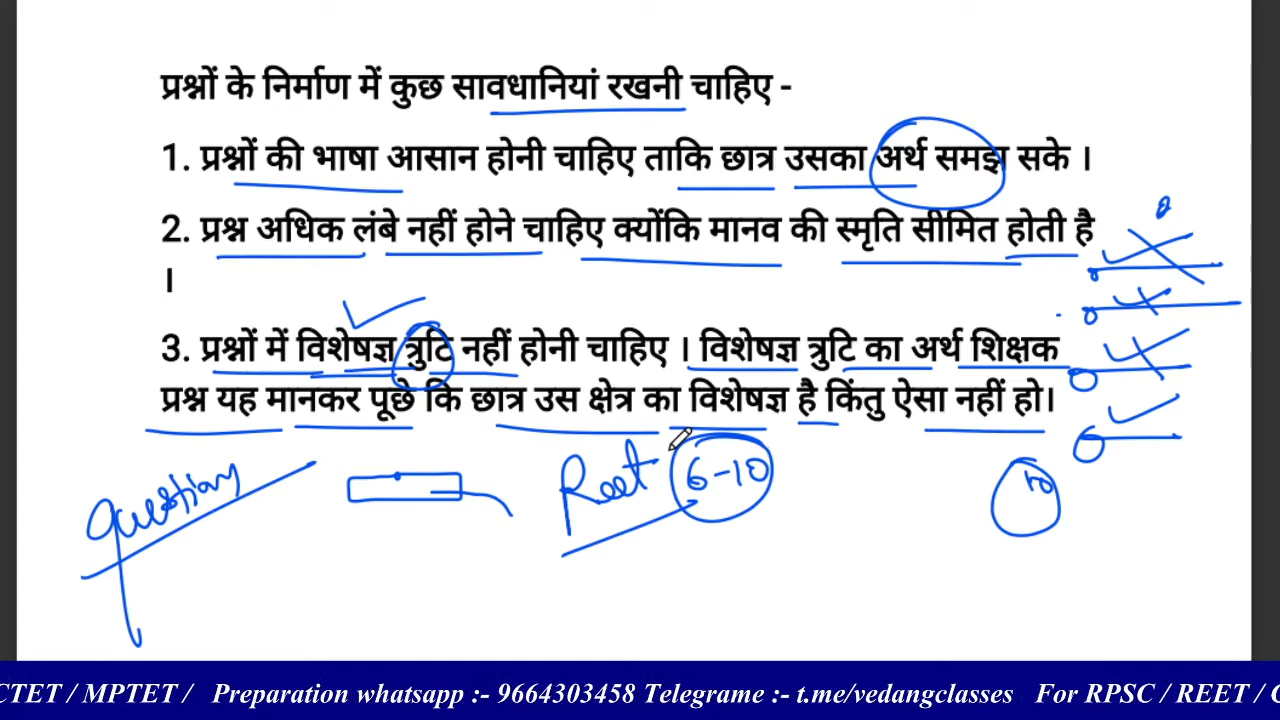 प्रश्नों के निर्माण में कुछ सावधानियां रखनी चाहिए -
1. प्रश्नों की भाषा आसान होनी चाहिए ताकि छात्र उसका अर्थ समझ सके ।
2. प्रश्न अधिक लंबे नहीं होने चाहिए क्योंकि मानव की स्मृति सीमित होती है
।
3. प्रश्नों में विशेषज्ञ त्रुटि नहीं होनी चाहिए । विशेषज्ञ त्रुटि का अर्थ शिक्षक
प्रश्न यह मानकर पूछे कि छात्र उस क्षेत्र का विशेषज्ञ है किंतु ऐसा नहीं हो।
Reet 6-10
10
CTET / MPTET / Preparation whatsapp :- 9664303458 Telegrame :- t.me/vedangclasses For RPSC / REET / C